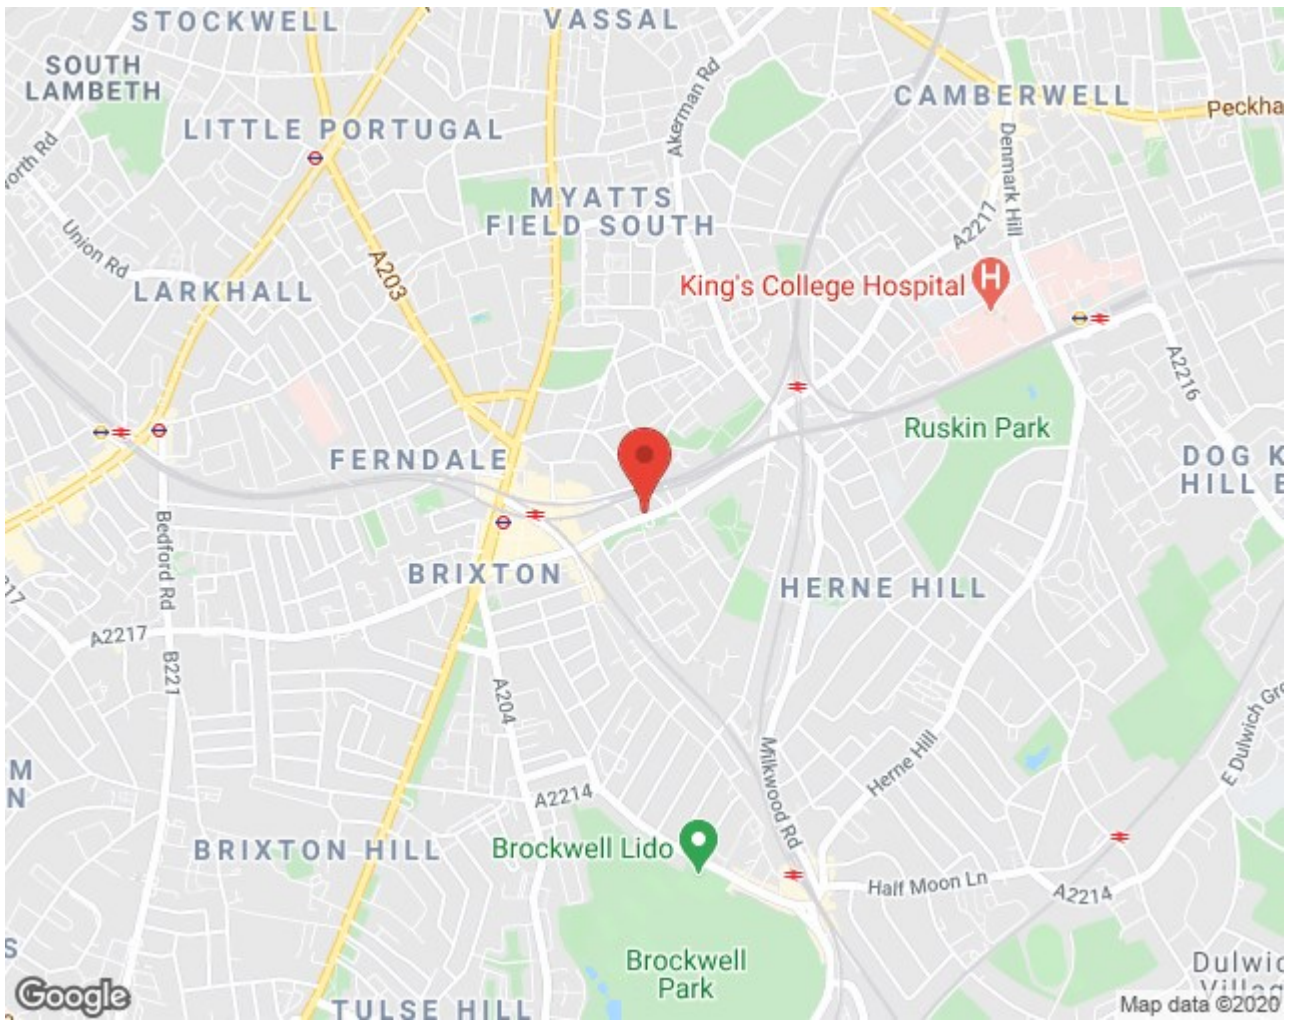 STOCKWELL
VASSAL
SOUTH
LAMBETH
CAMBERWELL
Peckha
LITTLE PORTUGAL
Akerman Rd
Denmark Hill
orth Rd
MYATTS
FIELD SOUTH
A2217
Union Rd
A203
LARKHALL
King's College Hospital
H
A2216
Ruskin Park
FERNDALE
DOG K
HILL E
Bedford Rd
BRIXTON
HERNE HILL
217
A2217
B221
A204
M
N
Milkwood Rd
Herne Hill
E Dulwich Gro
A2214
BRIXTON HILL
Brockwell Lido
Half Moon Ln
A2214
S
Brockwell
Park
Dulwic
Villag
Google
TULSE HILL
Map data ©2020